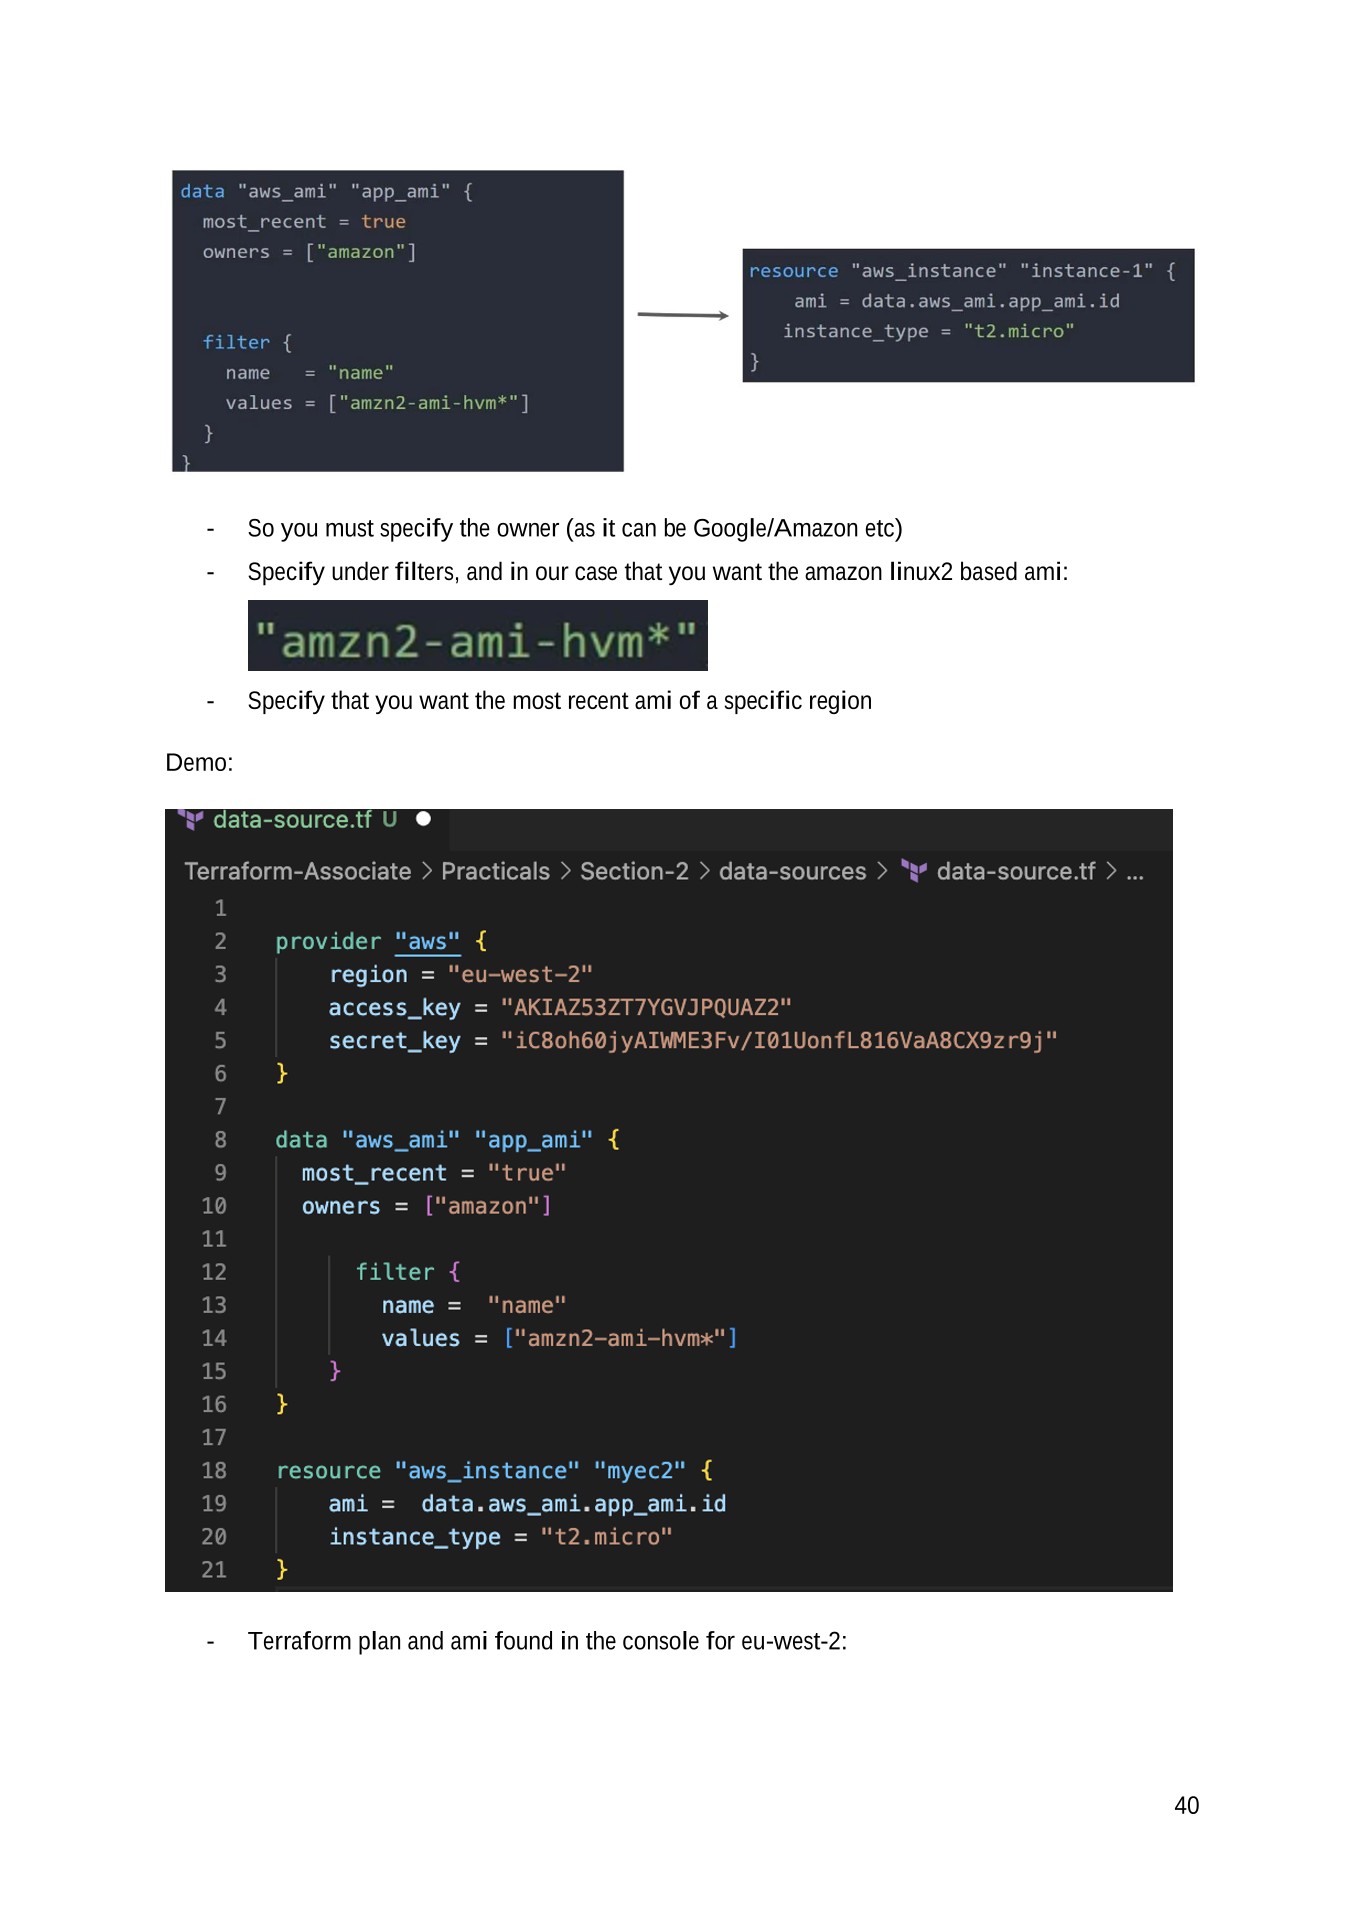 data "aws_ami" "app_ami" {
most_recent = true
owners = ["amazon"]
filter {
name = "name"
values = ["amzn2-ami-hvm*"]
}
}
resource "aws_instance" "instance-1" {
ami = data.aws_ami.app_ami.id
instance_type = "t2.micro"
}
- So you must specify the owner (as it can be Google/Amazon etc)
- Specify under filters, and in our case that you want the amazon linux2 based ami:
"amzn2-ami-hvm*"
- Specify that you want the most recent ami of a specific region
Demo:
data-source.tf U
Terraform-Associate > Practicals > Section-2 > data-sources > data-source.tf > ...
1
2 provider "aws" {
3 region = "eu-west-2"
4 access_key = "AKIAZ53ZT7YGVJPQUAZ2"
5 secret_key = "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"
6 }
7
8 data "aws_ami" "app_ami" {
9 most_recent = "true"
10 owners = ["amazon"]
11
12 filter {
13 name = "name"
14 values = ["amzn2-ami-hvm*"]
15 }
16 }
17
18 resource "aws_instance" "myec2" {
19 ami = data.aws_ami.app_ami.id
20 instance_type = "t2.micro"
21 }
- Terraform plan and ami found in the console for eu-west-2:
40